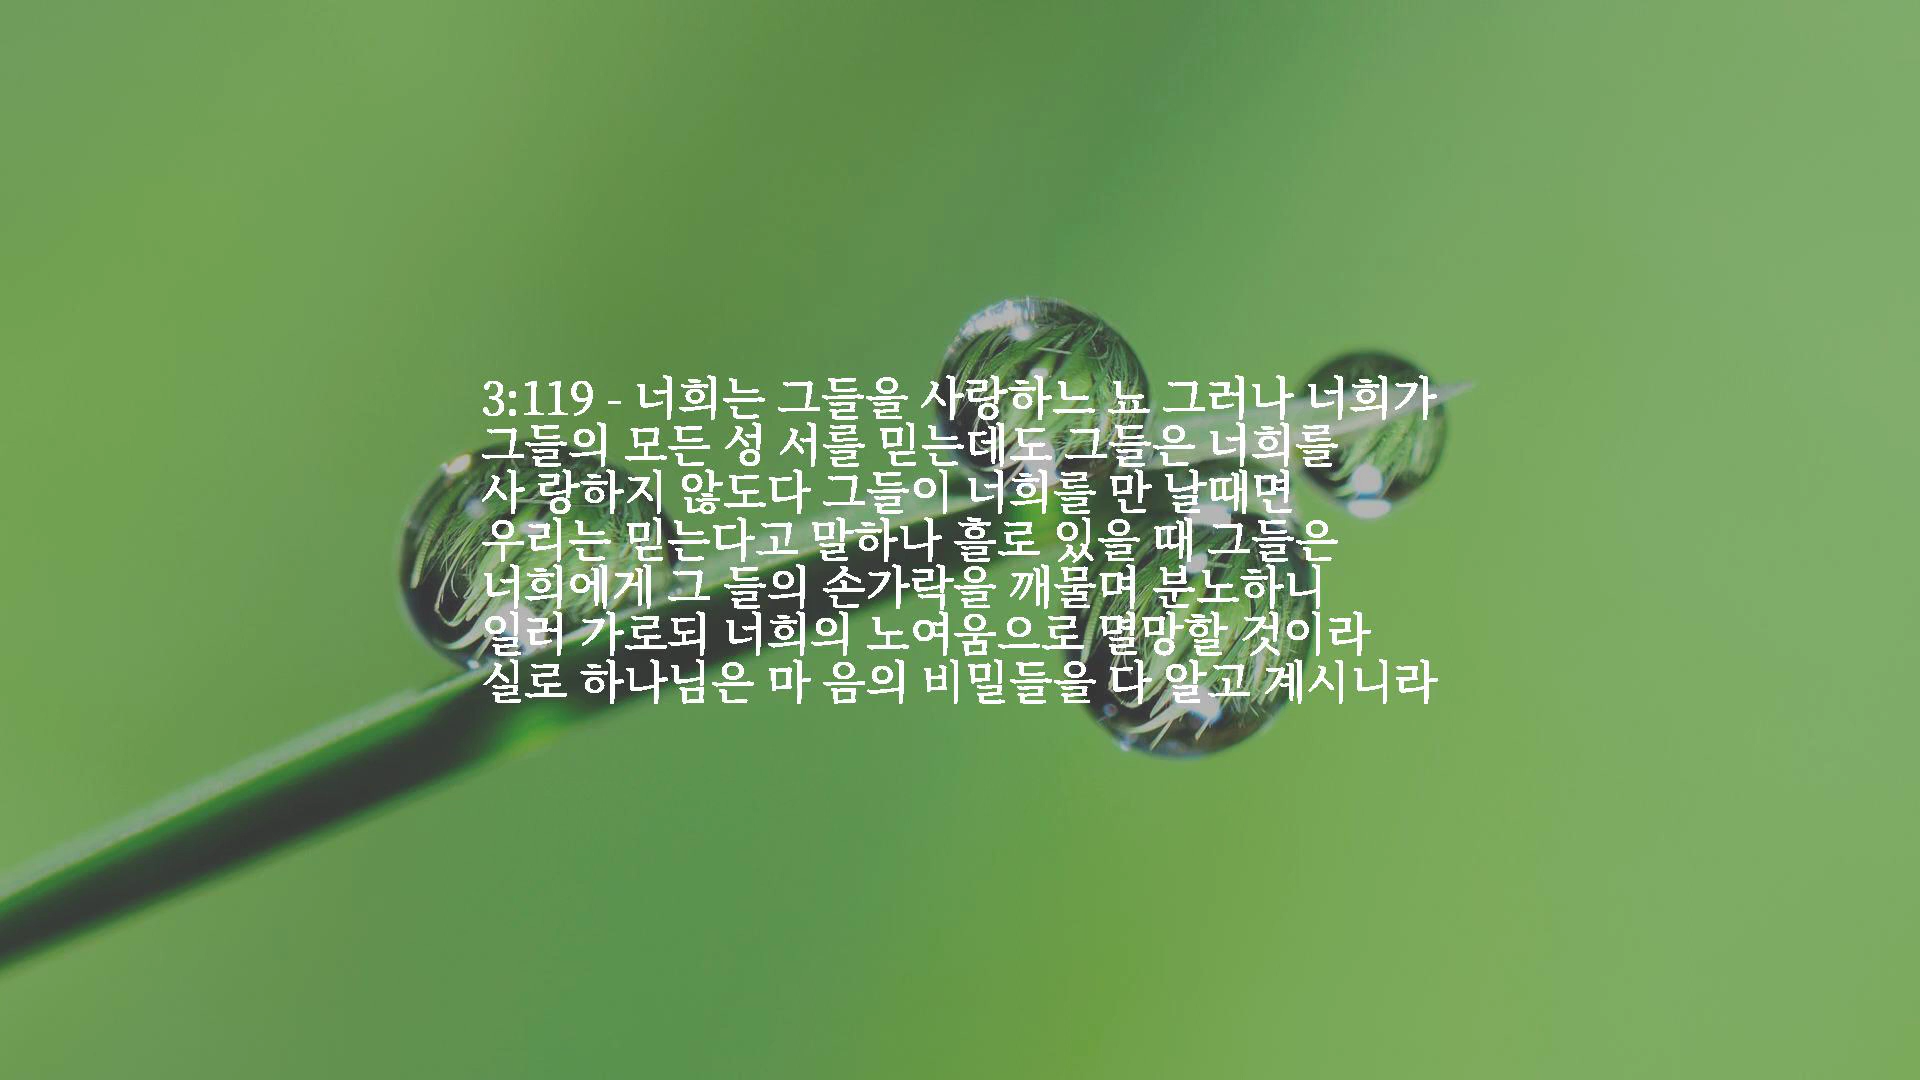 3:119 - 너희는 그들을 사랑하느 뇨 그러나 너희가
그들의 모든 성 서를 믿는데도 그들은 너희를
사 랑하지 않도다 그들이 너희를 만 날때면
우리는 믿는다고 말하나 흘로 있을 때 그들은
너희에게 그 들의 손가락을 깨물며 분노하니
일러 가로되 너희의 노여움으로 멸망할 것이라
실로 하나님은 마 음의 비밀들을 다 알고 계시니라